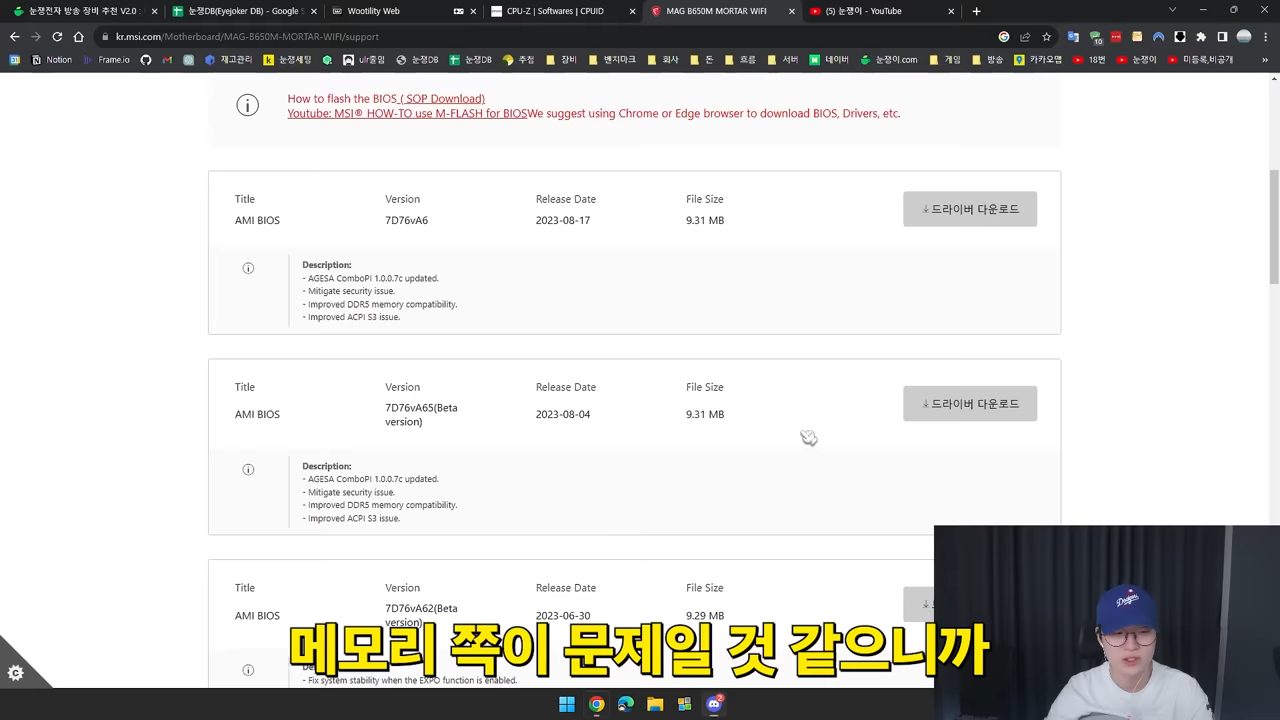 눈쟁전자 방송 장비 추천 V2.0 :
눈쟁DB(Eyejoker DB) - Google S
Wootility Web
CPU-Z | Softwares | CPUID
MAG B650M MORTAR WIFI
(5) 눈쟁이 - YouTube
kr.msi.com/Motherboard/MAG-B650M-MORTAR-WIFI/support
Notion
Frame.io
재고관리
눈쟁세팅
ulr줄임
눈쟁DB
눈쟁DB
추적
장비
벤치마크
회사
돈
흐름
서버
네이버
눈쟁이.com
게임
방송
카카오맵
18번
눈쟁이
미등록,비공개
How to flash the BIOS ( SOP Download)
Youtube: MSI® HOW-TO use M-FLASH for BIOSWe suggest using Chrome or Edge browser to download BIOS, Drivers, etc.
Title Version Release Date File Size
AMI BIOS 7D76vA6 2023-08-17 9.31 MB
드라이버 다운로드
Description:
- AGESA ComboPI 1.0.0.7c updated.
- Mitigate security issue.
- Improved DDR5 memory compatibility.
- Improved ACPI S3 issue.
Title Version Release Date File Size
AMI BIOS 7D76vA65(Beta version) 2023-08-04 9.31 MB
드라이버 다운로드
Description:
- AGESA ComboPI 1.0.0.7c updated.
- Mitigate security issue.
- Improved DDR5 memory compatibility.
- Improved ACPI S3 issue.
Title Version Release Date File Size
AMI BIOS 7D76vA62(Beta version) 2023-06-30 9.29 MB
메모리 쪽이 문제일 것 같으니까
- Fix system stability when the EXPO function is enabled.